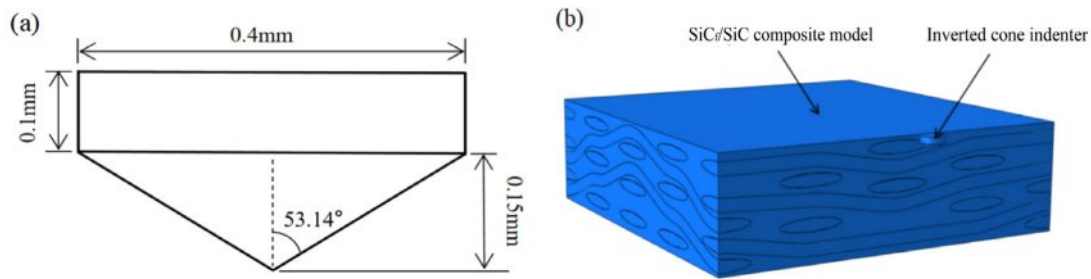 (a)
0.4mm
0.1mm
53.14°
0.15mm
(b)
SiCf/SiC composite model
Inverted cone indenter